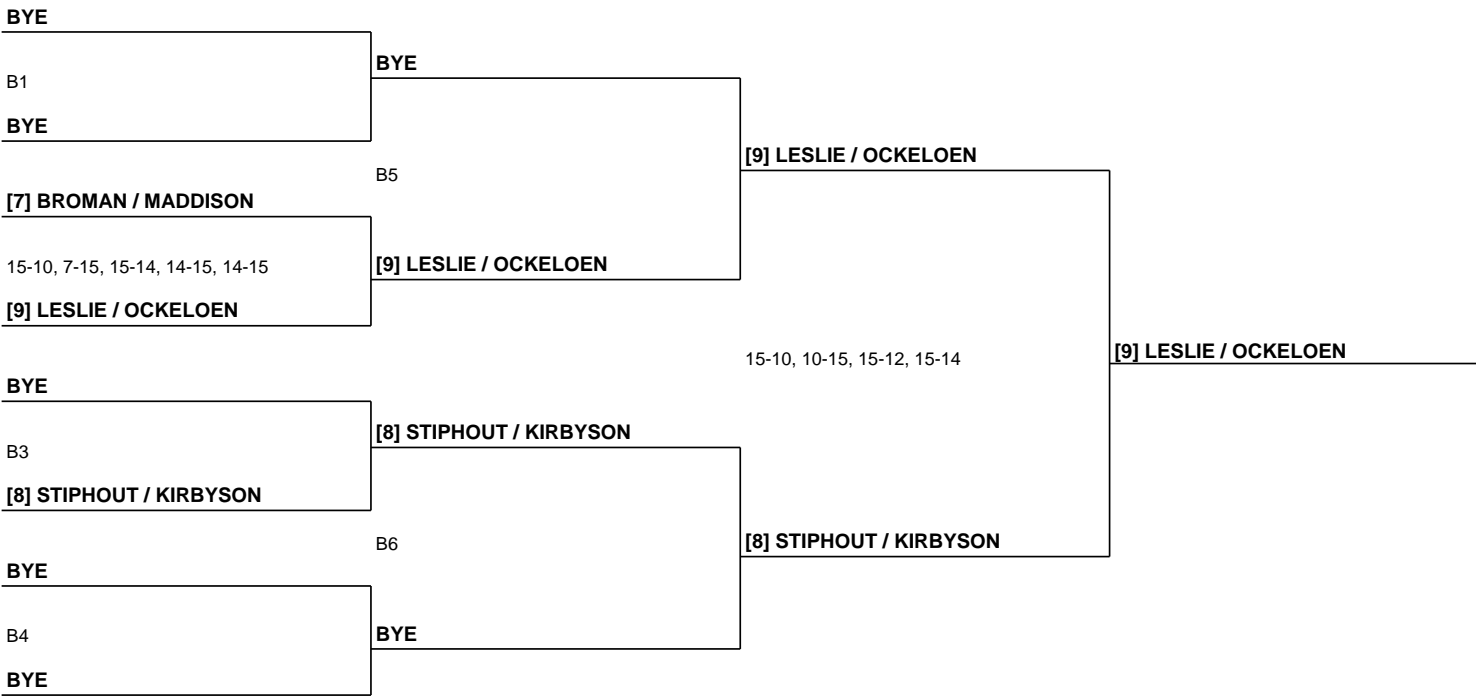 BYE
B1
BYE
[7] BROMAN / MADDISON
15-10, 7-15, 15-14, 14-15, 14-15
[9] LESLIE / OCKELOEN
BYE
B3
[8] STIPHOUT / KIRBYSON
BYE
B4
BYE
BYE
B5
[9] LESLIE / OCKELOEN
[8] STIPHOUT / KIRBYSON
B6
BYE
[9] LESLIE / OCKELOEN
15-10, 10-15, 15-12, 15-14
[8] STIPHOUT / KIRBYSON
[9] LESLIE / OCKELOEN